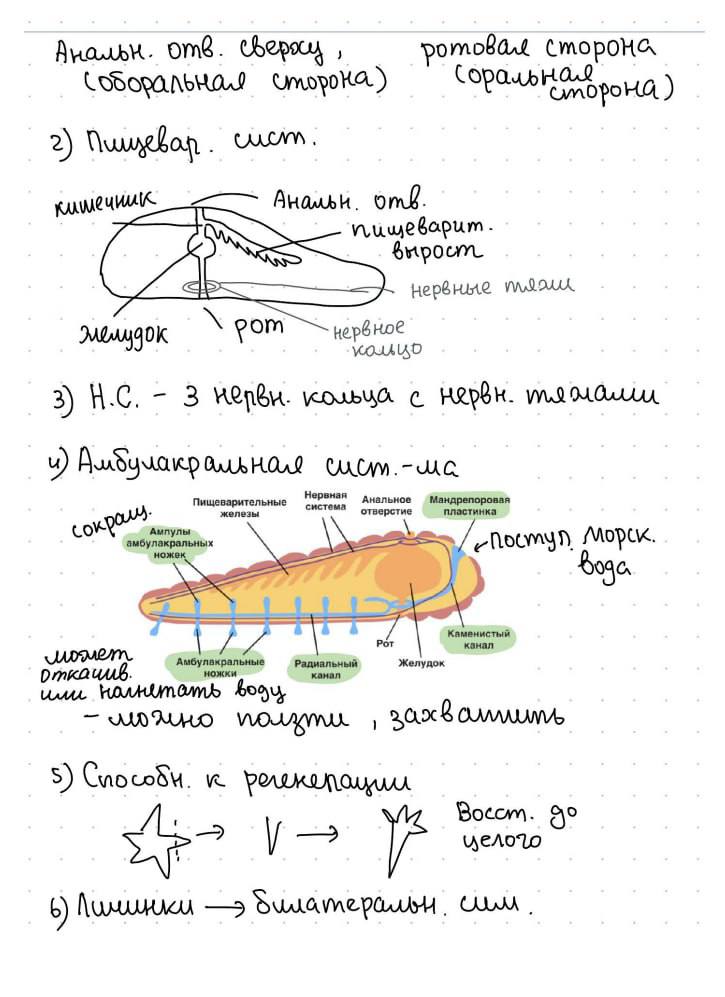 Анальн. отв. сверху, ротовая сторона
(оборальная сторона) (оральная сторона)
2) Пищевар. сист.
кишечник
Анальн. отв.
пищеварит.
вырост
нервные тяжи
желудок
рот
нервное
кольцо
3) Н.С. - 3 нервн. кольца с нервн. тяжами
4) Амбулакральная сист.-ма
сокращ.
Пищеварительные
железы
Нервная
система
Анальное
отверстие
Мандрепоровая
пластинка
Ампулы
амбулакральных
ножек
Поступ. морск.
вода
может
откачив.
или нагнетать воду
Амбулакральные
ножки
Радиальный
канал
Рот
Желудок
Каменистый
канал
- можно ползти, захватить
5) Способн. к регенерации
Восст. до
целого
6) Личинки → билатеральн. сим.